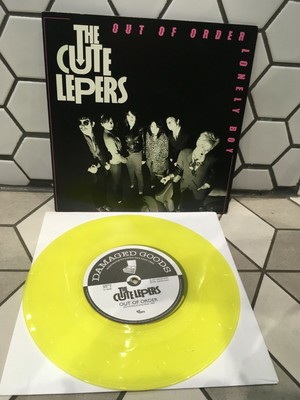 THE
CUTE
LEPERS
OUT OF ORDER
LONELY BOY
DAMAGED GOODS
THE
CUTE LEPERS
OUT OF ORDER